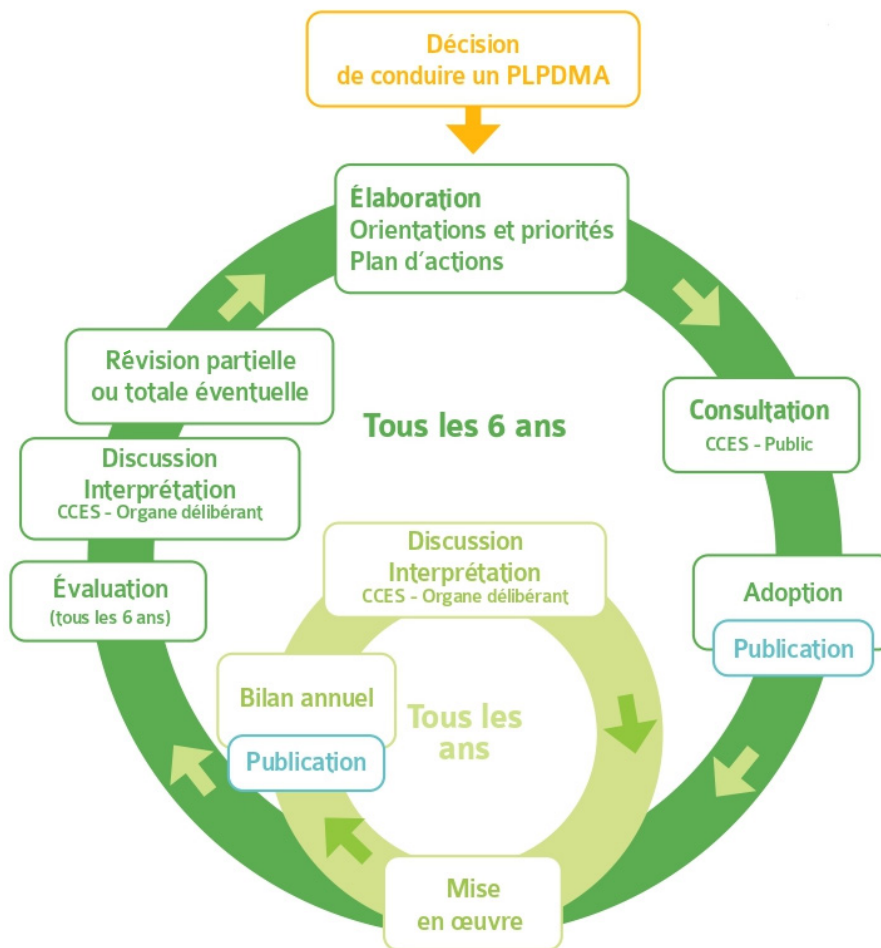 Décision
de conduire un PLPDMA
Élaboration
Orientations et priorités
Plan d'actions
Révision partielle
ou totale éventuelle
Tous les 6 ans
Consultation
CCES - Public
Discussion
Interprétation
CCES - Organe délibérant
Discussion
Interprétation
CCES - Organe délibérant
Évaluation
(tous les 6 ans)
Adoption
Publication
Bilan annuel
Publication
Tous les
ans
Mise
en œuvre